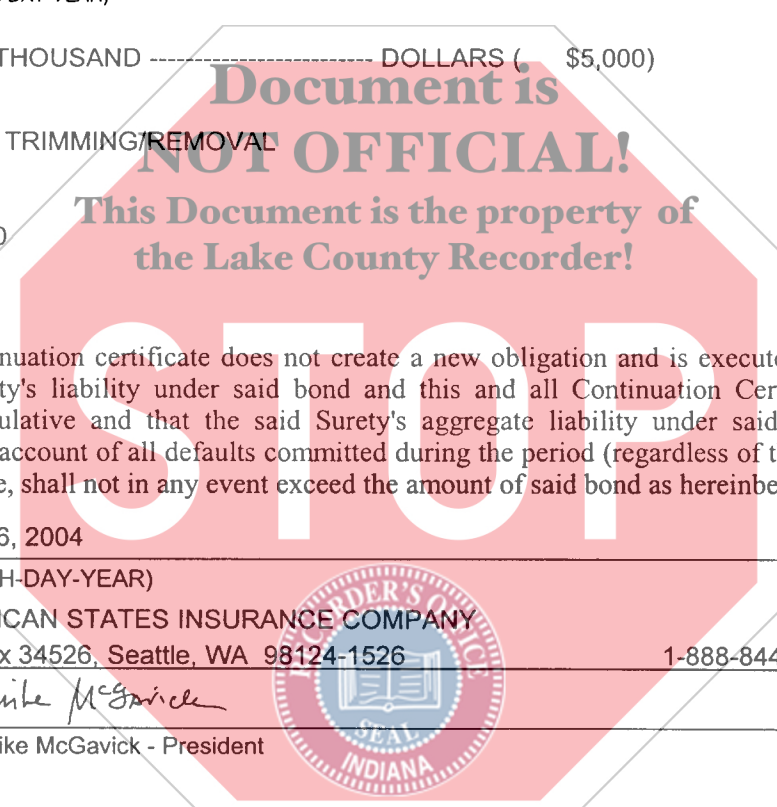 DAY-YEAR)
THOUSAND ------------------------ DOLLARS ( $5,000)
Document is
TRIMMING/REMOVAL
NOT OFFICIAL!
This Document is the property of
the Lake County Recorder!
STOP
nuation certificate does not create a new obligation and is execute
ty's liability under said bond and this and all Continuation Cer
ulative and that the said Surety's aggregate liability under said
account of all defaults committed during the period (regardless of t
e, shall not in any event exceed the amount of said bond as hereinbe
6, 2004
H-DAY-YEAR)
ICAN STATES INSURANCE COMPANY
x 34526, Seattle, WA 98124-1526 1-888-844
Mike McGavick
ike McGavick - President
RECORDER'S OFFICE
SEAL
INDIANA